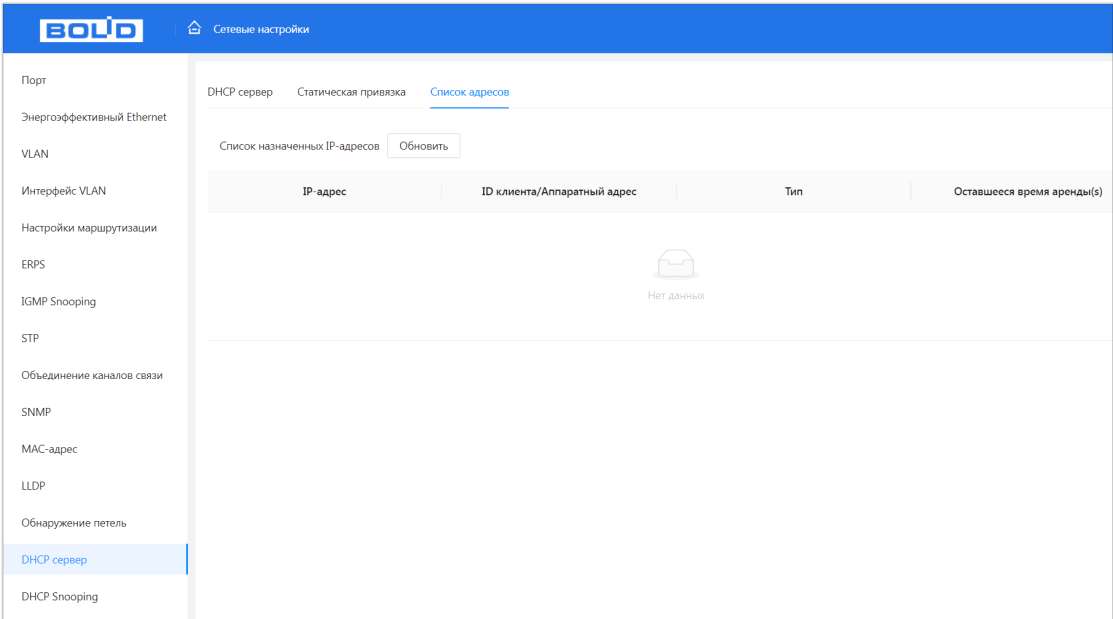 BOLID
Сетевые настройки
Порт
Энергоэффективный Ethernet
VLAN
Интерфейс VLAN
Настройки маршрутизации
ERPS
IGMP Snooping
STP
Объединение каналов связи
SNMP
МАС-адрес
LLDP
Обнаружение петель
DHCP сервер
DHCP Snooping
DHCP сервер Статическая привязка Список адресов
Список назначенных IP-адресов Обновить
IP-адрес ID клиента/Аппаратный адрес Тип Оставшееся время аренды(s)
Нет данных